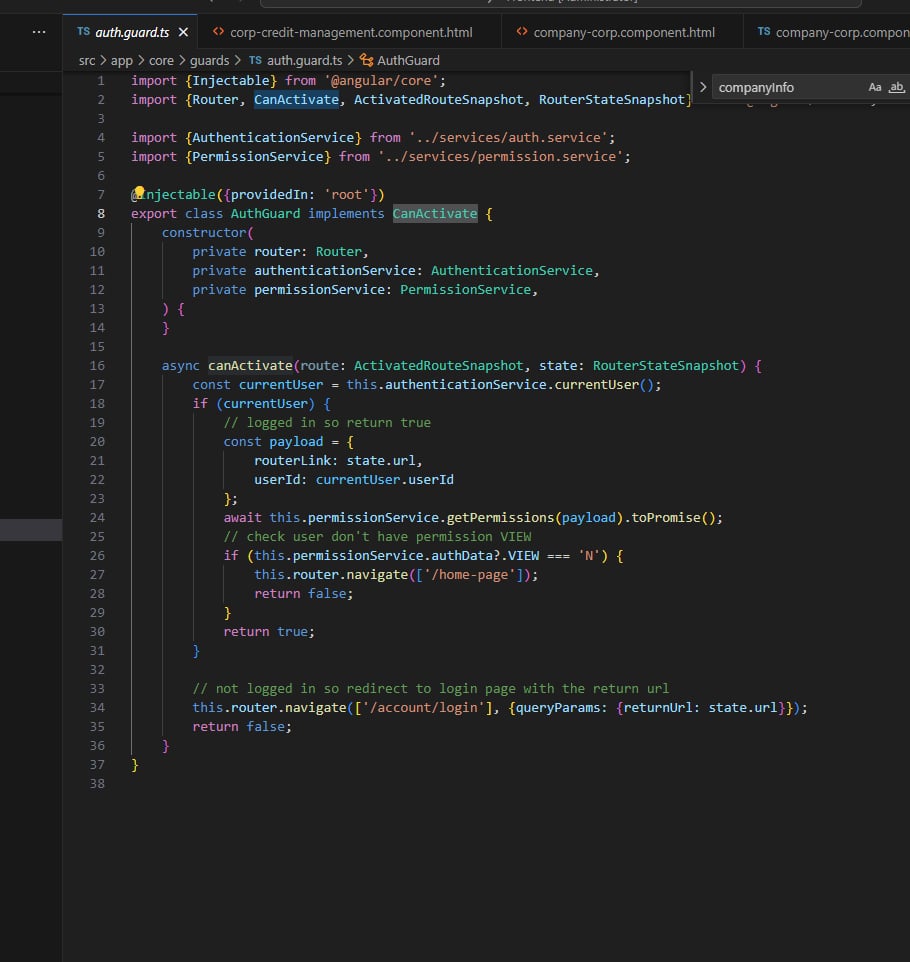 TS auth.guard.ts × <> corp-credit-management.component.html <> company-corp.component.html TS company-corp.compon
src > app > core > guards > TS auth.guard.ts > AuthGuard
> companyInfo Aa ab
1 import {Injectable} from '@angular/core';
2 import {Router, CanActivate, ActivatedRouteSnapshot, RouterStateSnapshot}
3
4 import {AuthenticationService} from '../services/auth.service';
5 import {PermissionService} from '../services/permission.service';
6
7 @Injectable({providedIn: 'root'})
8 export class AuthGuard implements CanActivate {
9 constructor(
10 private router: Router,
11 private authenticationService: AuthenticationService,
12 private permissionService: PermissionService,
13 ) {
14 }
15
16 async canActivate(route: ActivatedRouteSnapshot, state: RouterStateSnapshot) {
17 const currentUser = this.authenticationService.currentUser();
18 if (currentUser) {
19 // logged in so return true
20 const payload = {
21 routerLink: state.url,
22 userId: currentUser.userId
23 };
24 await this.permissionService.getPermissions(payload).toPromise();
25 // check user don't have permission VIEW
26 if (this.permissionService.authData?.VIEW === 'N') {
27 this.router.navigate(['/home-page']);
28 return false;
29 }
30 return true;
31 }
32
33 // not logged in so redirect to login page with the return url
34 this.router.navigate(['/account/login'], {queryParams: {returnUrl: state.url}});
35 return false;
36 }
37 }
38